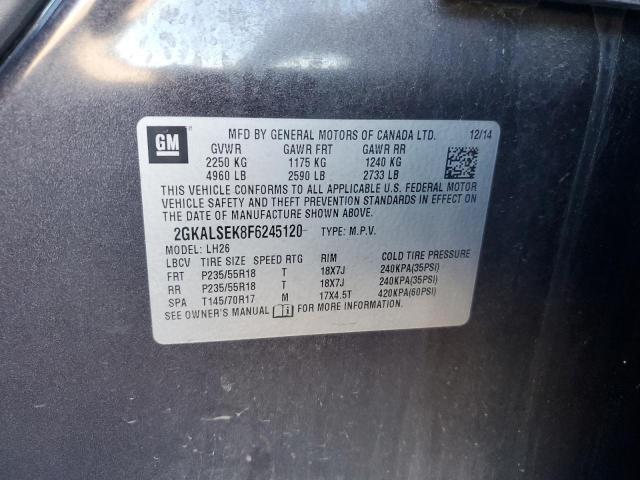 GM
MFD BY GENERAL MOTORS OF CANADA LTD. 12/14
GVWR GAWR FRT GAWR RR
2250 KG 1175 KG 1240 KG
4960 LB 2590 LB 2733 LB
THIS VEHICLE CONFORMS TO ALL APPLICABLE U.S. FEDERAL MOTOR
VEHICLE SAFETY AND THEFT PREVENTION STANDARDS IN EFFECT ON
THE DATE OF MANUFACTURE SHOWN ABOVE.
2GKALSEK8F6245120 TYPE: M.P.V.
MODEL: LH26
LBCV TIRE SIZE SPEED RTG RIM COLD TIRE PRESSURE
FRT P235/55R18 T 18X7J 240KPA(35PSI)
RR P235/55R18 T 18X7J 240KPA(35PSI)
SPA T145/70R17 M 17X4.5T 420KPA(60PSI)
SEE OWNER'S MANUAL FOR MORE INFORMATION.